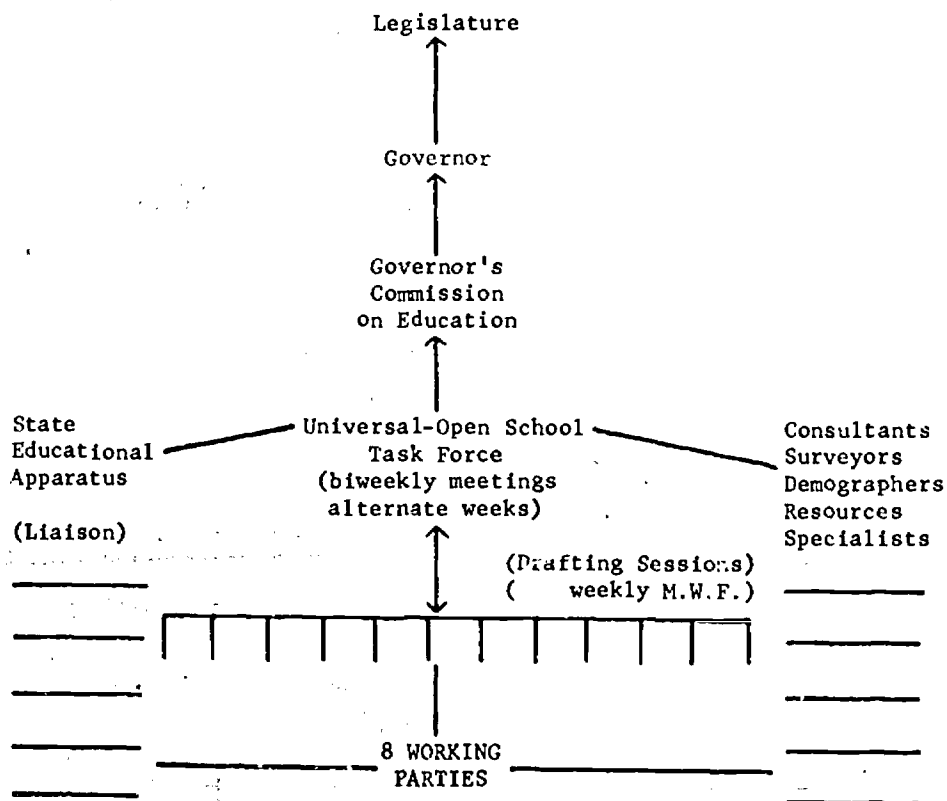 Legislature
Governor
Governor's
Commission
on Education
State
Educational
Apparatus
(Liaison)
Universal-Open School
Task Force
(biweekly meetings
alternate weeks)
Consultants
Surveyors
Demographers
Resources
Specialists
(Drafting Sessions)
( weekly M.W.F.)
8 WORKING
PARTIES